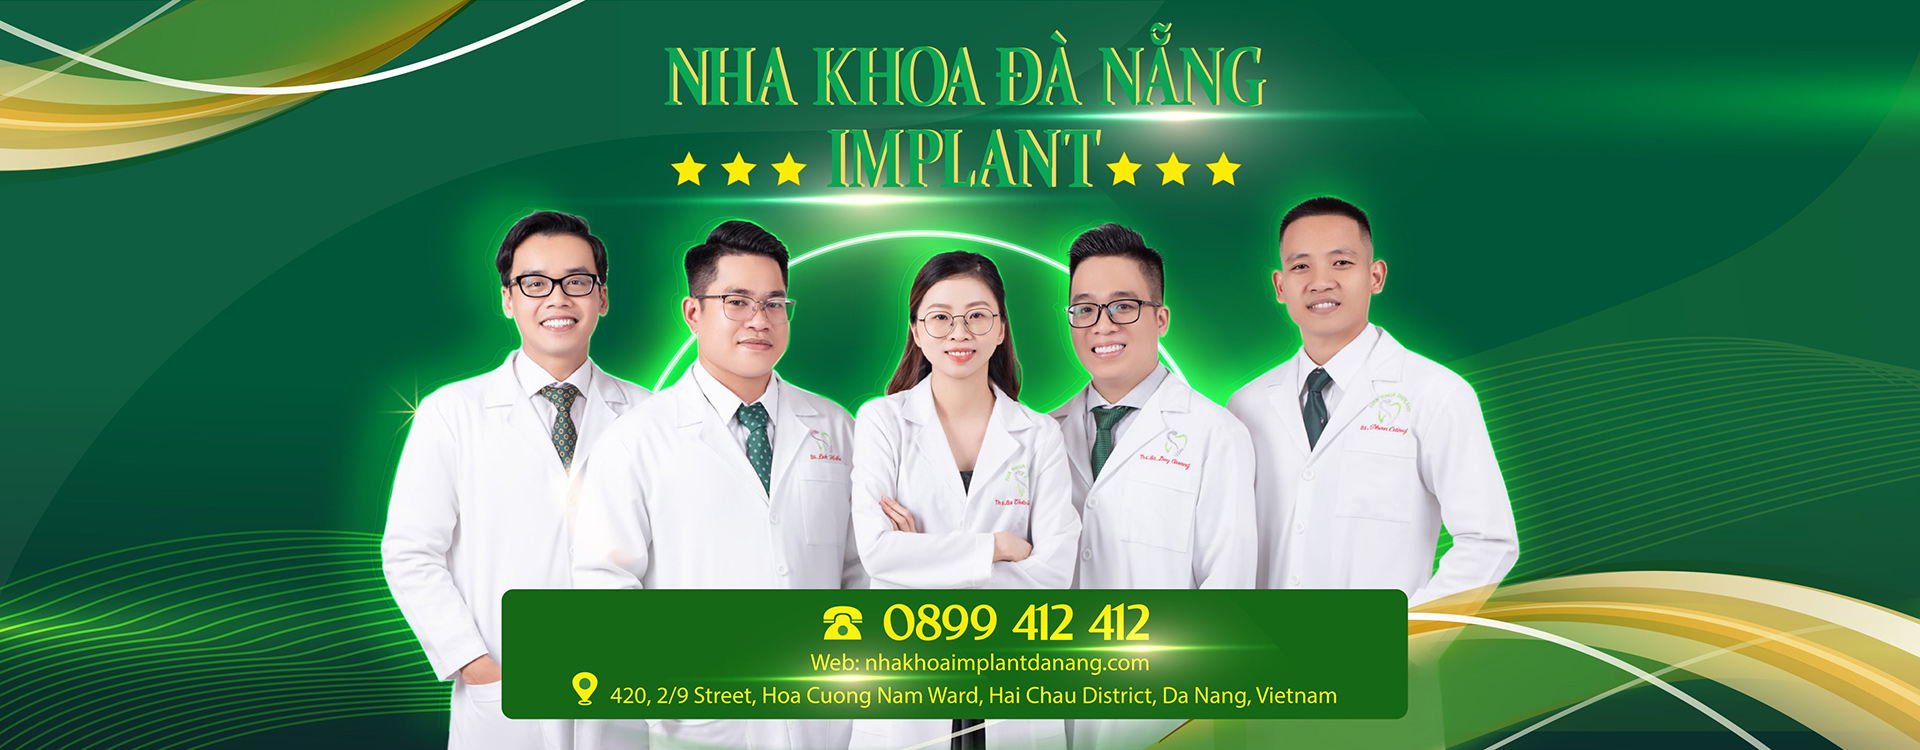 NHA KHOA ĐÀ NẴNG
IMPLANT
0899 412 412
Web: nhakhoaimplantdanang.com
420, 2/9 Street, Hoa Cuong Nam Ward, Hai Chau District, Da Nang, Vietnam